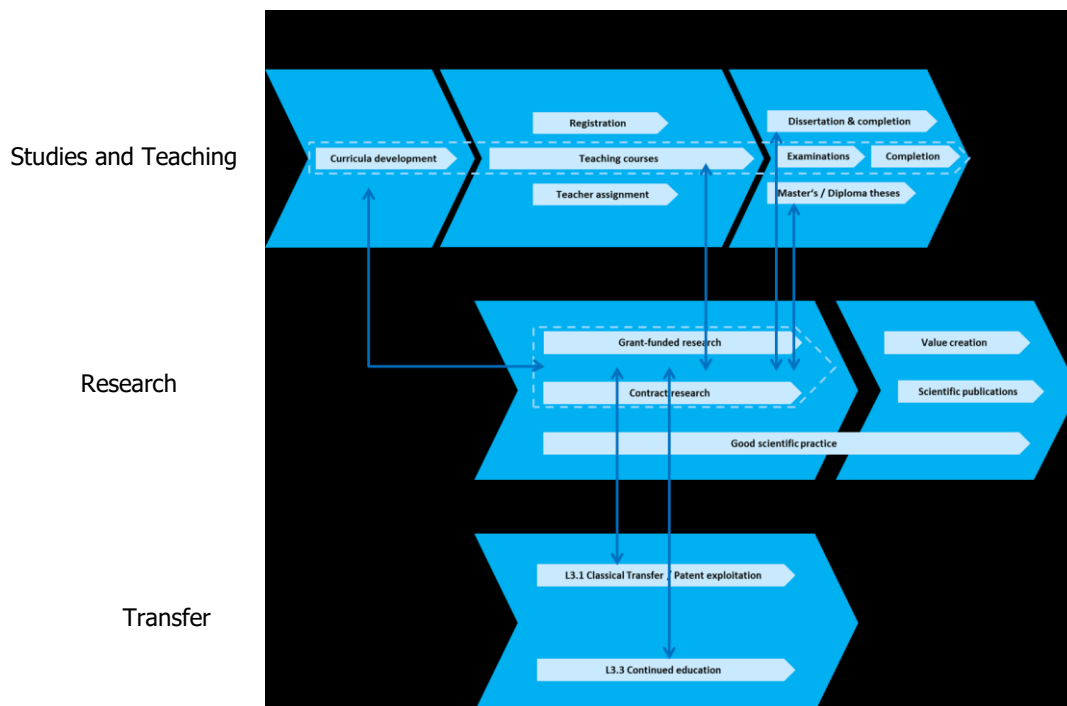 Studies and Teaching
Registration
Dissertation & completion
Curricula development
Teaching courses
Examinations
Completion
Teacher assignment
Master's / Diploma theses
Research
Grant-funded research
Value creation
Contract research
Scientific publications
Good scientific practice
Transfer
L3.1 Classical Transfer / Patent exploitation
L3.3 Continued education